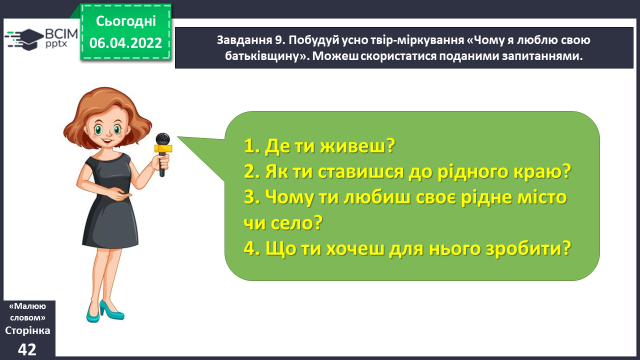 ВСІМ
pptx
Сьогодні
06.04.2022
Завдання 9. Побудуй усно твір-міркування «Чому я люблю свою
батьківщину». Можеш скористатися поданими запитаннями.
1. Де ти живеш?
2. Як ти ставишся до рідного краю?
3. Чому ти любиш своє рідне місто
чи село?
4. Що ти хочеш для нього зробити?
«Малюю
словом»
Сторінка
42